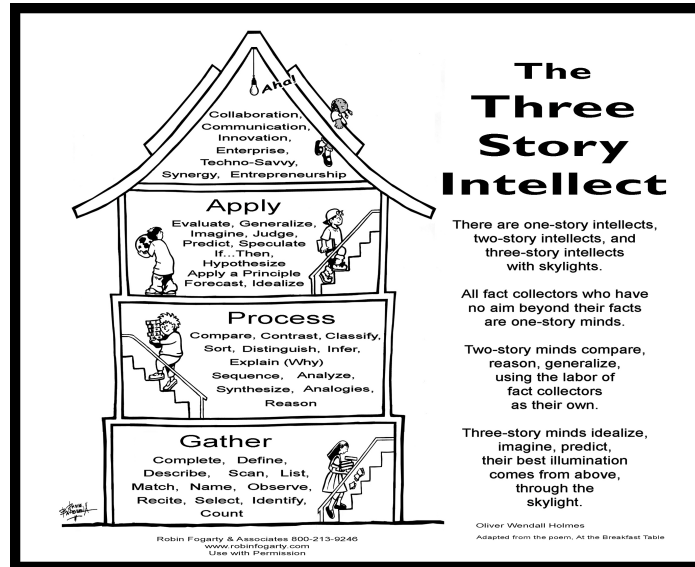 Aha!
Collaboration,
Communication,
Innovation,
Enterprise,
Techno-Savvy,
Synergy, Entrepreneurship
Apply
Evaluate, Generalize,
Imagine, Judge,
Predict, Speculate
If...Then,
Hypothesize
Apply a Principle
Forecast, Idealize
Process
Compare, Contrast, Classify,
Sort, Distinguish, Infer,
Explain (Why)
Sequence, Analyze,
Synthesize, Analogies,
Reason
Gather
Complete, Define,
Describe, Scan, List,
Match, Name, Observe,
Recite, Select, Identify,
Count
Robin Fogarty & Associates 800-213-9246
www.robinfogarty.com
Use with Permission
The
Three
Story
Intellect
There are one-story intellects,
two-story intellects, and
three-story intellects
with skylights.
All fact collectors who have
no aim beyond their facts
are one-story minds.
Two-story minds compare,
reason, generalize,
using the labor of
fact collectors
as their own.
Three-story minds idealize,
imagine, predict,
their best illumination
comes from above,
through the
skylight.
Oliver Wendall Holmes
Adapted from the poem, At the Breakfast Table